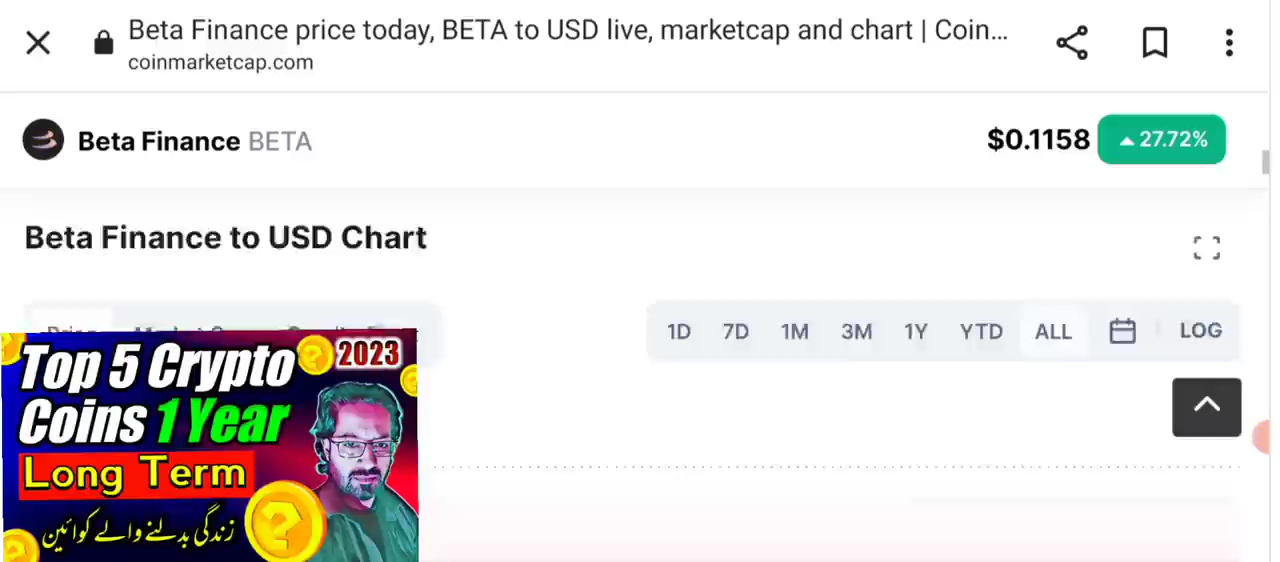 Beta Finance price today, BETA to USD live, marketcap and chart | Coin...
coinmarketcap.com
Beta Finance BETA
$0.1158 27.72%
Beta Finance to USD Chart
1D 7D 1M 3M 1Y YTD ALL LOG
Top 5 Crypto 2023
Coins 1 Year
Long Term
زندگی بدلنے والے کوائین